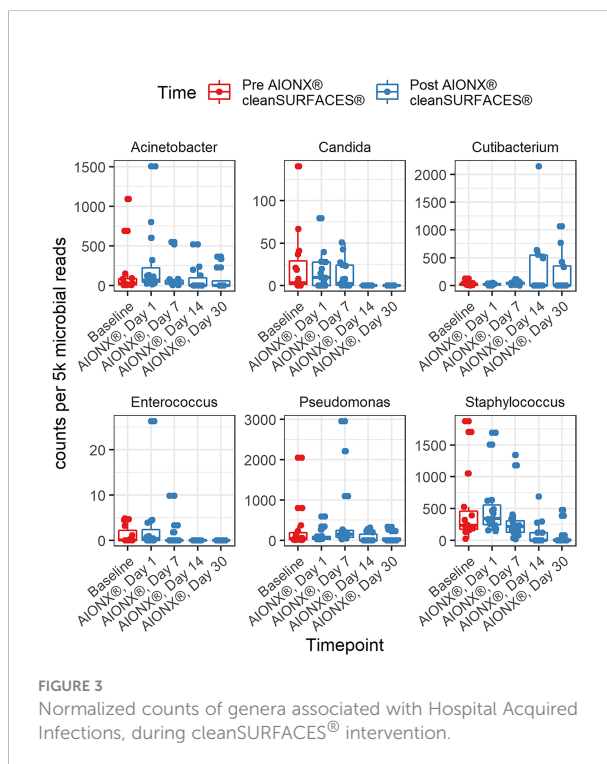 Time Pre AIONX® cleanSURFACES® Post AIONX® cleanSURFACES®
Acinetobacter Candida Cutibacterium
counts per 5k microbial reads
1500
1000
500
0
100
50
0
2000
1500
1000
500
0
Baseline
AIONX®, Day 1
AIONX®, Day 7
AIONX®, Day 14
AIONX®, Day 30
Baseline
AIONX®, Day 1
AIONX®, Day 7
AIONX®, Day 14
AIONX®, Day 30
Baseline
AIONX®, Day 1
AIONX®, Day 7
AIONX®, Day 14
AIONX®, Day 30
Enterococcus Pseudomonas Staphylococcus
20
10
0
3000
2000
1000
0
1500
1000
500
0
Baseline
AIONX®, Day 1
AIONX®, Day 7
AIONX®, Day 14
AIONX®, Day 30
Baseline
AIONX®, Day 1
AIONX®, Day 7
AIONX®, Day 14
AIONX®, Day 30
Baseline
AIONX®, Day 1
AIONX®, Day 7
AIONX®, Day 14
AIONX®, Day 30
Timepoint
FIGURE 3
Normalized counts of genera associated with Hospital Acquired
Infections, during cleanSURFACES® intervention.